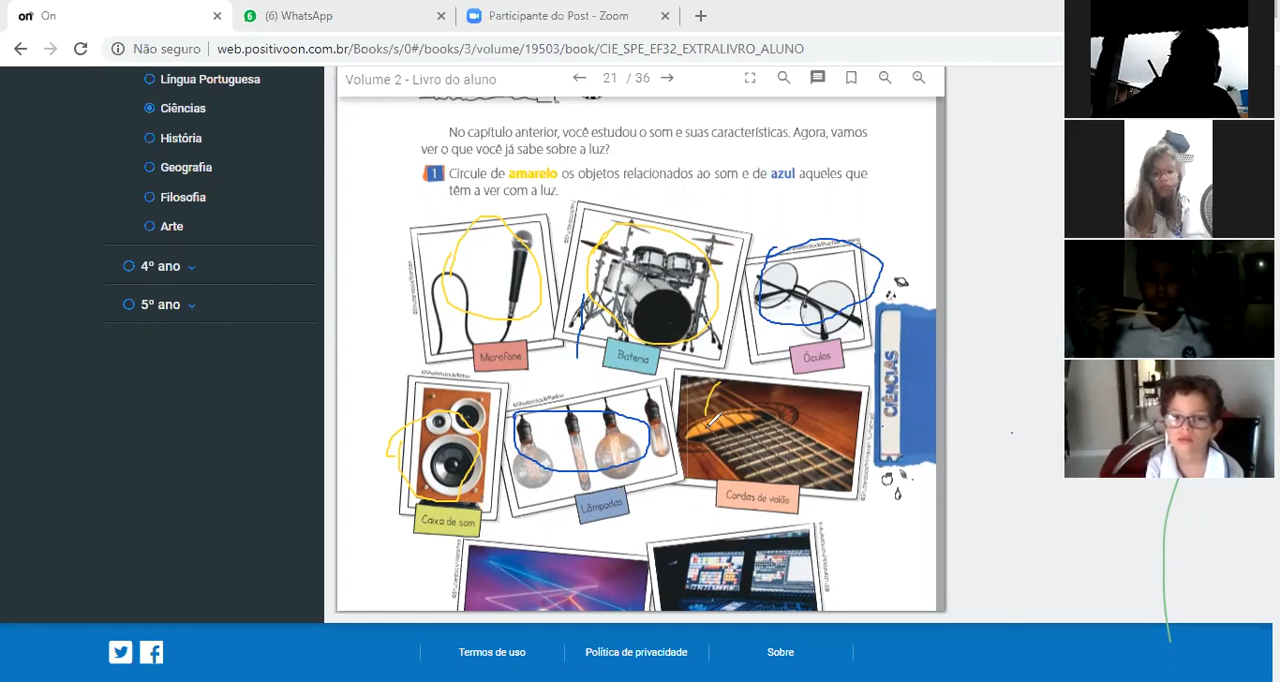 on On
6 (6) WhatsApp
Participante do Post - Zoom
Não seguro
web.positivoon.com.br/Books/s/0#/books/3/volume/19503/book/CIE_SPE_EF32_EXTRALIVRO_ALUNO
Língua Portuguesa
Ciências
História
Geografia
Filosofia
Arte
4º ano
5º ano
Volume 2 - Livro do aluno
21 / 36
No capítulo anterior, você estudou o som e suas características. Agora, vamos
ver o que você já sabe sobre a luz?
1 Circule de amarelo os objetos relacionados ao som e de azul aqueles que
têm a ver com a luz.
Microfone
Bateria
Óculos
Caixa de som
Lâmpadas
Cordas de violão
CIÊNCIAS
Termos de uso
Política de privacidade
Sobre